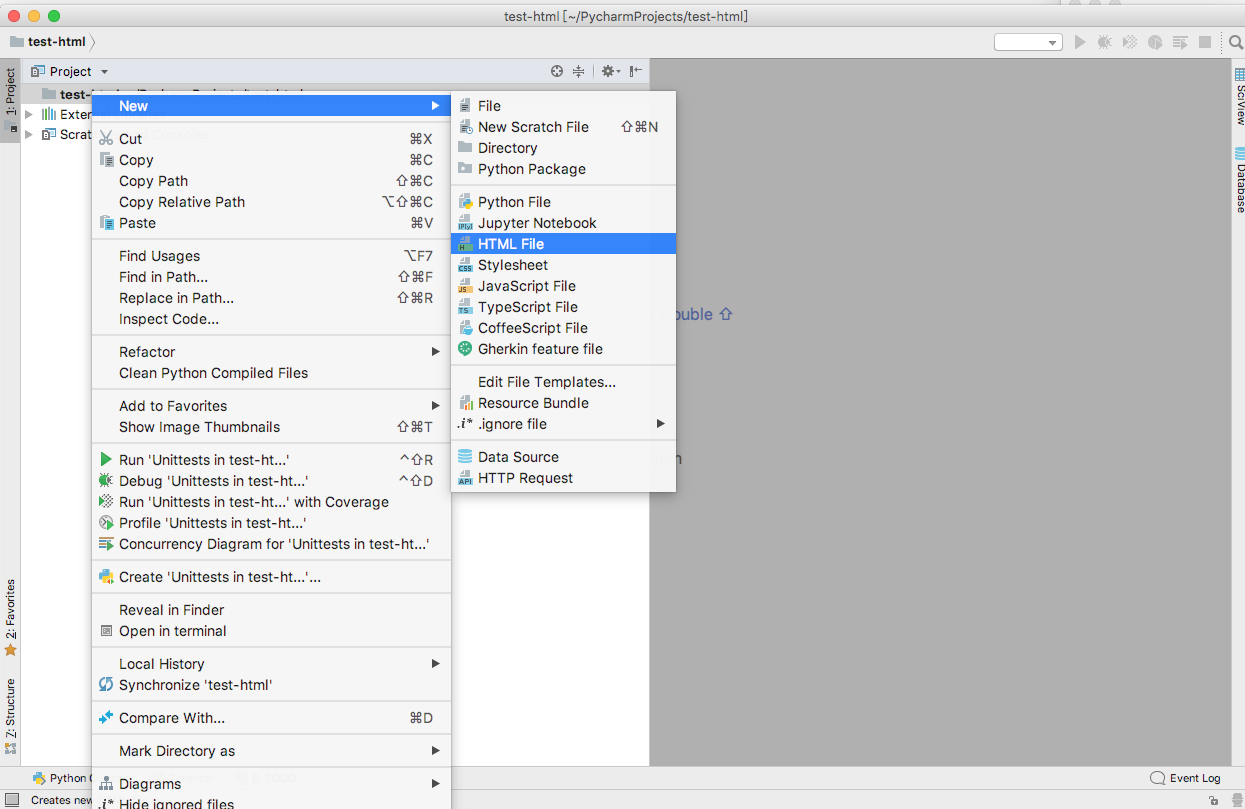 test-html [~/PycharmProjects/test-html]
test-html
1: Project
Project
test-
Exter
Scrat
New
Cut ⌘X
Copy ⌘C
Copy Path ⇧⌘C
Copy Relative Path ⌥⇧⌘C
Paste ⌘V
Find Usages ⌥F7
Find in Path... ⇧⌘F
Replace in Path... ⇧⌘R
Inspect Code...
Refactor
Clean Python Compiled Files
Add to Favorites
Show Image Thumbnails ⇧⌘T
Run 'Unittests in test-ht...' ^⇧R
Debug 'Unittests in test-ht...' ^⇧D
Run 'Unittests in test-ht...' with Coverage
Profile 'Unittests in test-ht...'
Concurrency Diagram for 'Unittests in test-ht...'
Create 'Unittests in test-ht...'...
Reveal in Finder
Open in terminal
Local History
Synchronize 'test-html'
Compare With... ⌘D
Mark Directory as
Diagrams
Hide ignored files
File
New Scratch File ⇧⌘N
Directory
Python Package
Python File
Jupyter Notebook
HTML File
Stylesheet
JavaScript File
TypeScript File
CoffeeScript File
Gherkin feature file
Edit File Templates...
Resource Bundle
.i* .ignore file
Data Source
HTTP Request
ouble ⇧
SciView
Database
2: Favorites
Z: Structure
Python
Event Log
Creates new